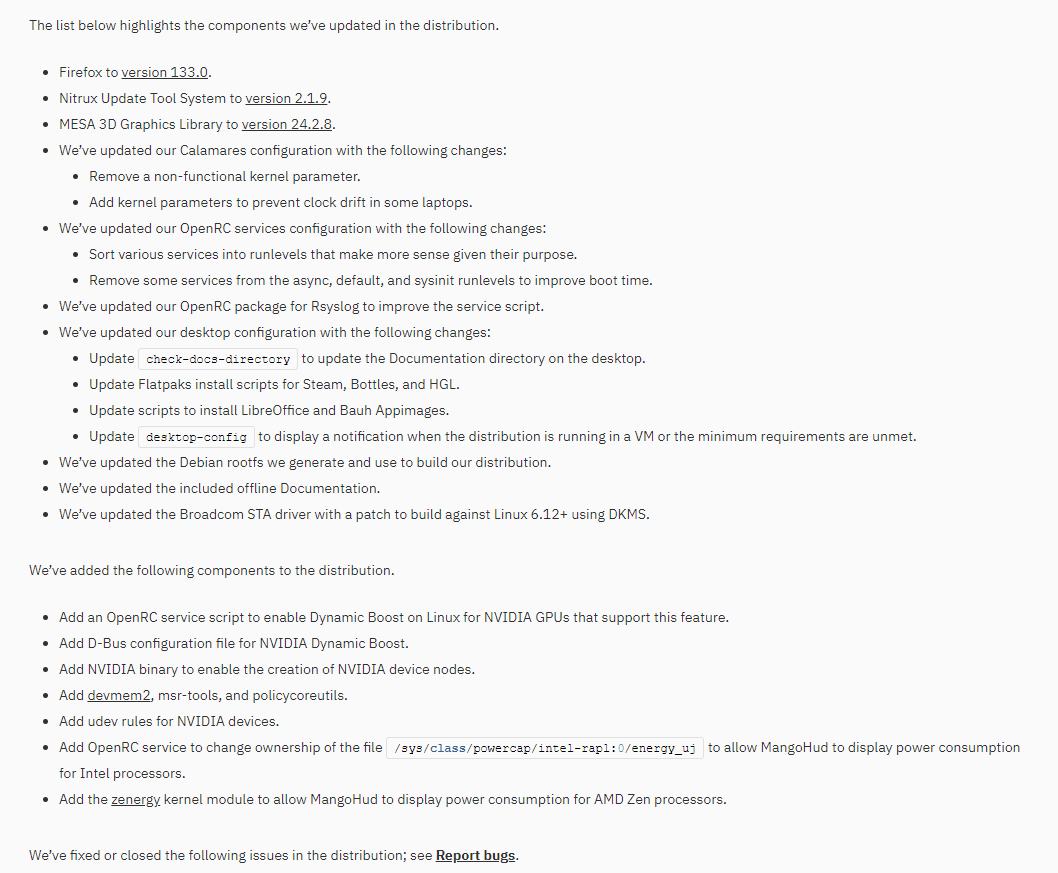 The list below highlights the components we’ve updated in the distribution.
Firefox to version 133.0.
Nitrux Update Tool System to version 2.1.9.
MESA 3D Graphics Library to version 24.2.8.
We’ve updated our Calamares configuration with the following changes:
Remove a non-functional kernel parameter.
Add kernel parameters to prevent clock drift in some laptops.
We’ve updated our OpenRC services configuration with the following changes:
Sort various services into runlevels that make more sense given their purpose.
Remove some services from the async, default, and sysinit runlevels to improve boot time.
We’ve updated our OpenRC package for Rsyslog to improve the service script.
We’ve updated our desktop configuration with the following changes:
Update check-docs-directory to update the Documentation directory on the desktop.
Update Flatpaks install scripts for Steam, Bottles, and HGL.
Update scripts to install LibreOffice and Bauh Appimages.
Update desktop-config to display a notification when the distribution is running in a VM or the minimum requirements are unmet.
We’ve updated the Debian rootfs we generate and use to build our distribution.
We’ve updated the included offline Documentation.
We’ve updated the Broadcom STA driver with a patch to build against Linux 6.12+ using DKMS.
We’ve added the following components to the distribution.
Add an OpenRC service script to enable Dynamic Boost on Linux for NVIDIA GPUs that support this feature.
Add D-Bus configuration file for NVIDIA Dynamic Boost.
Add NVIDIA binary to enable the creation of NVIDIA device nodes.
Add devmem2, msr-tools, and policycoreutils.
Add udev rules for NVIDIA devices.
Add OpenRC service to change ownership of the file /sys/class/powercap/intel-rapl:0/energy_uj to allow MangoHud to display power consumption
for Intel processors.
Add the zenergy kernel module to allow MangoHud to display power consumption for AMD Zen processors.
We’ve fixed or closed the following issues in the distribution; see Report bugs.